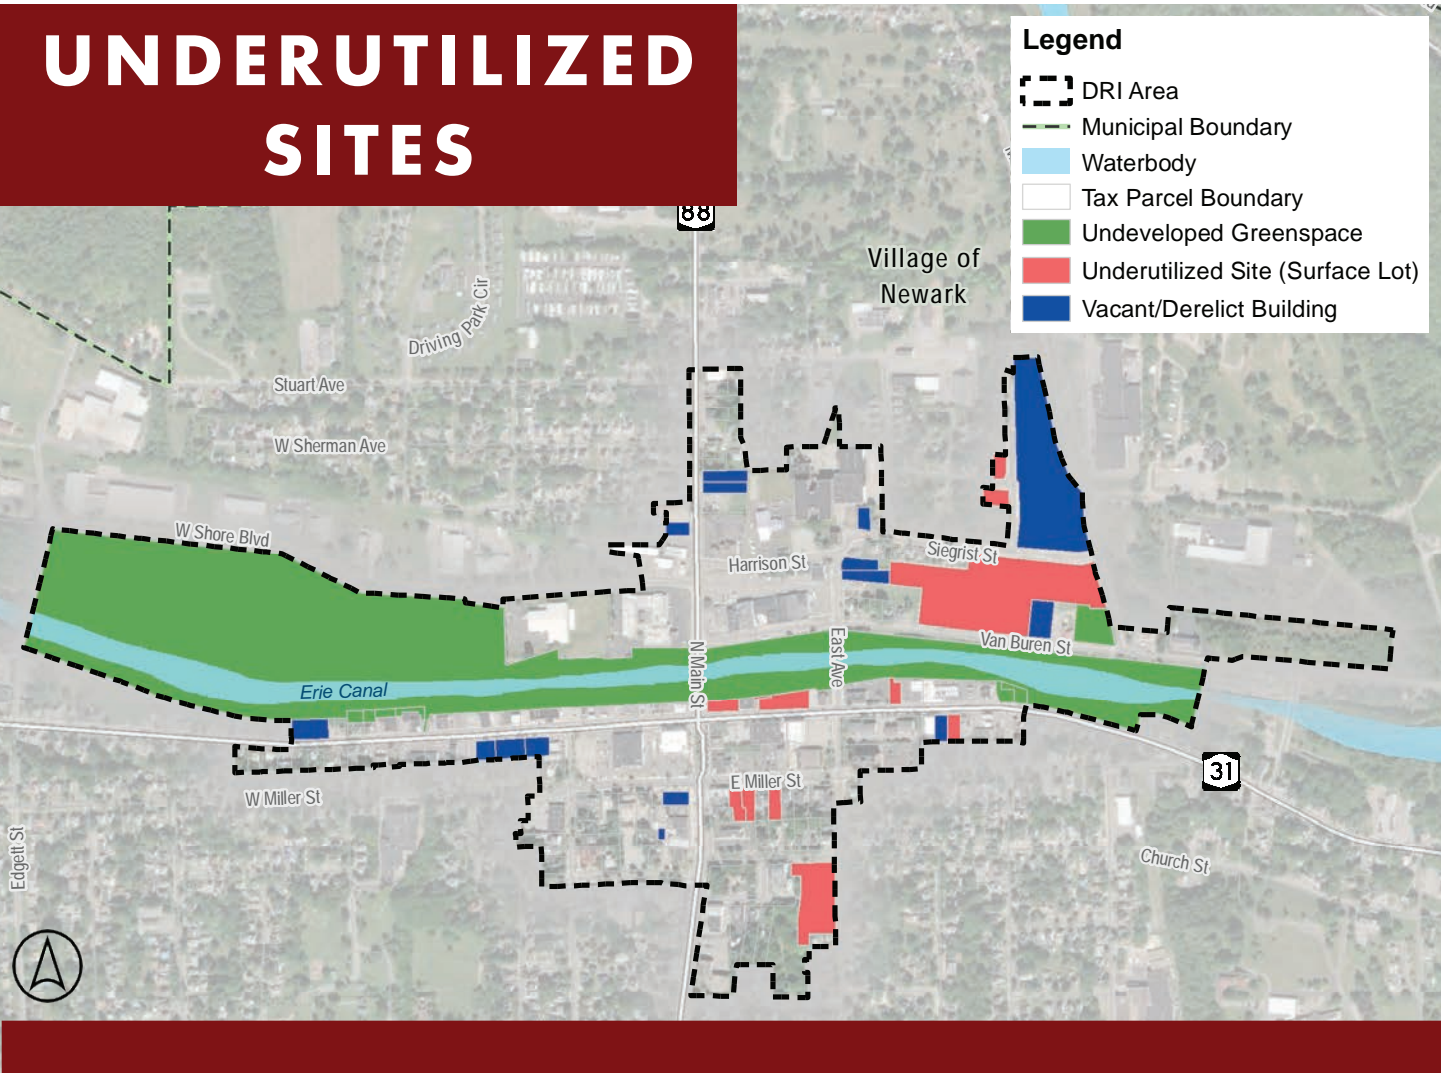 UNDERUTILIZED
SITES
Legend
DRI Area
Municipal Boundary
Waterbody
Tax Parcel Boundary
Undeveloped Greenspace
Underutilized Site (Surface Lot)
Vacant/Derelict Building
88
Village of
Newark
Driving Park Cir
Stuart Ave
W Sherman Ave
W Shore Blvd
Harrison St
Siegrist St
Van Buren St
East Ave
N Main St
Erie Canal
31
E Miller St
W Miller St
Edgett St
Church St